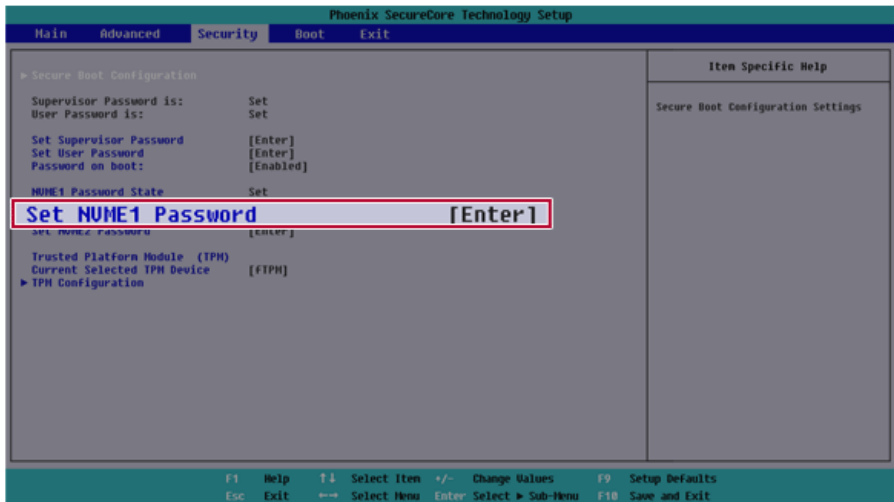 Phoenix SecureCore Technology Setup
Main Advanced Security Boot Exit
Item Specific Help
▶ Secure Boot Configuration
Secure Boot Configuration Settings
Supervisor Password is: Set
User Password is: Set
Set Supervisor Password [Enter]
Set User Password [Enter]
Password on boot: [Enabled]
NVME1 Password State Set
Set NVME1 Password [Enter]
Set NVME2 Password [Enter]
Trusted Platform Module (TPM)
Current Selected TPM Device [fTPM]
▶ TPM Configuration
F1 Help ↑↓ Select Item +/- Change Values F9 Setup Defaults
Esc Exit ←→ Select Menu Enter Select ▶ Sub-Menu F10 Save and Exit